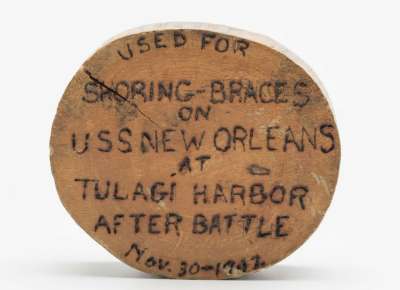 USED FOR
SHORING-BRACES
ON
USS NEW ORLEANS
AT
TULAGI HARBOR
AFTER BATTLE
Nov. 30-1942